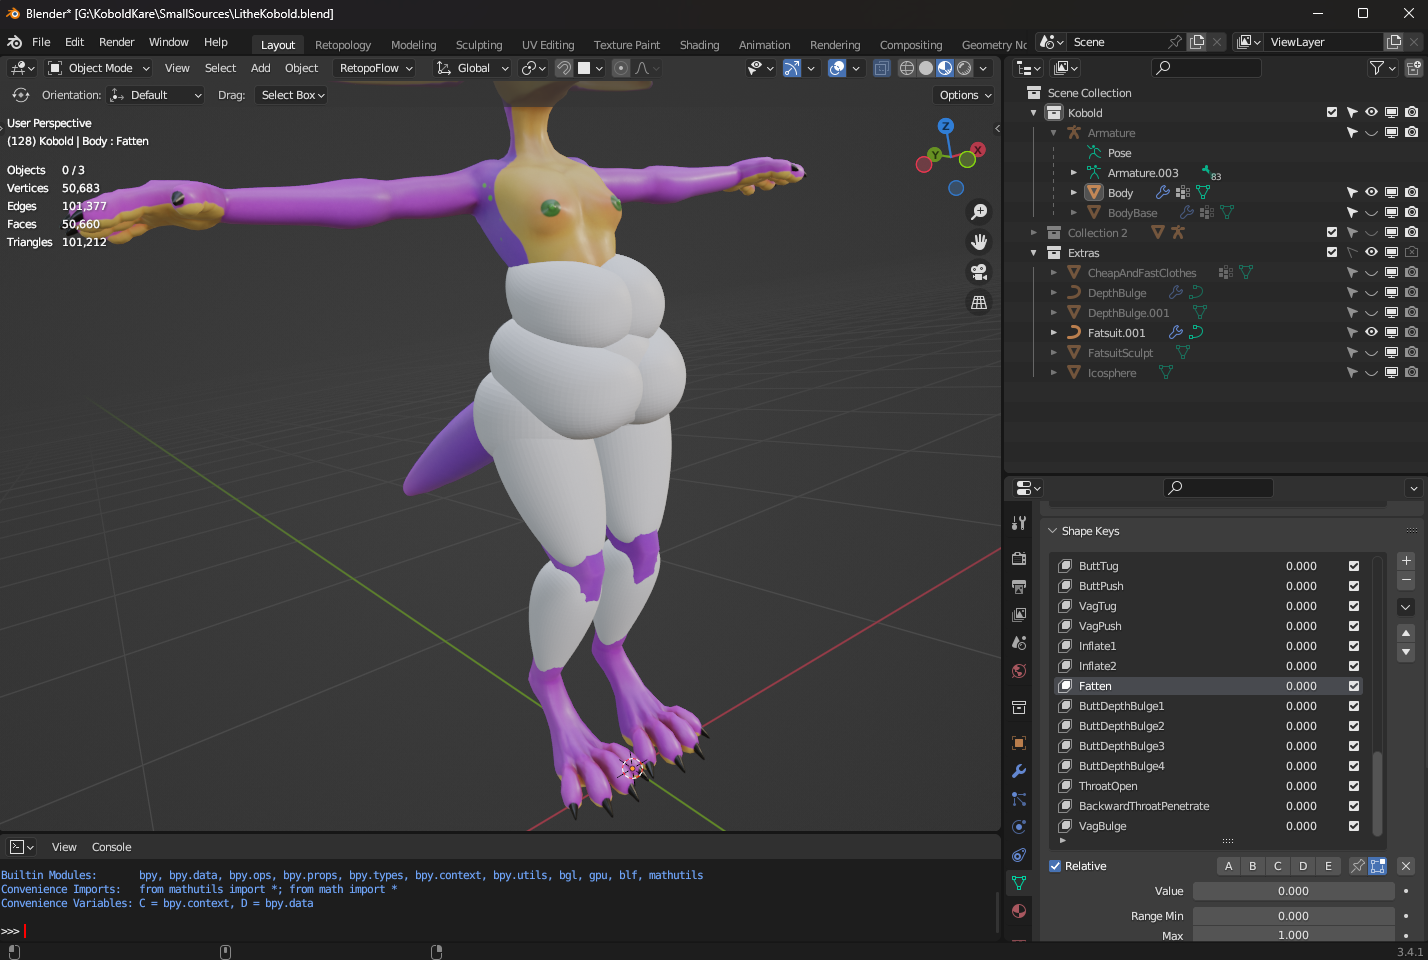 Blender* [G:\KoboldKare\SmallSources\LitheKobold.blend]
File Edit Render Window Help Layout Retopology Modeling Sculpting UV Editing Texture Paint Shading Animation Rendering Compositing Geometry No Scene ViewLayer
Object Mode View Select Add Object RetopoFlow Global
Orientation: Default Drag: Select Box Options
User Perspective
(128) Kobold | Body : Fatten
Objects 0 / 3
Vertices 50,683
Edges 101,377
Faces 50,660
Triangles 101,212
Z
Y
X
Scene Collection
Kobold
Armature
Pose
Armature.003 83
Body
BodyBase
Collection 2
Extras
CheapAndFastClothes
DepthBulge
DepthBulge.001
Fatsuit.001
FatsuitSculpt
Icosphere
Shape Keys
ButtTug 0.000
ButtPush 0.000
VagTug 0.000
VagPush 0.000
Inflate1 0.000
Inflate2 0.000
Fatten 0.000
ButtDepthBulge1 0.000
ButtDepthBulge2 0.000
ButtDepthBulge3 0.000
ButtDepthBulge4 0.000
ThroatOpen 0.000
BackwardThroatPenetrate 0.000
VagBulge 0.000
Relative A B C D E
Value 0.000
Range Min 0.000
Max 1.000
View Console
Builtin Modules: bpy, bpy.data, bpy.ops, bpy.props, bpy.types, bpy.context, bpy.utils, bgl, gpu, blf, mathutils
Convenience Imports: from mathutils import *; from math import *
Convenience Variables: C = bpy.context, D = bpy.data
>>>
3.4.1